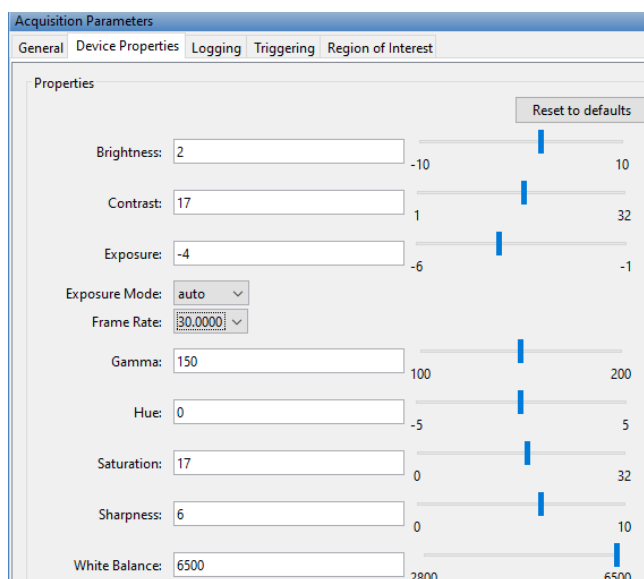 Acquisition Parameters
General Device Properties Logging Triggering Region of Interest
Properties
Reset to defaults
Brightness: 2
-10 10
Contrast: 17
1 32
Exposure: -4
-6 -1
Exposure Mode: auto
Frame Rate: 30.0000
Gamma: 150
100 200
Hue: 0
-5 5
Saturation: 17
0 32
Sharpness: 6
0 10
White Balance: 6500
2800 6500